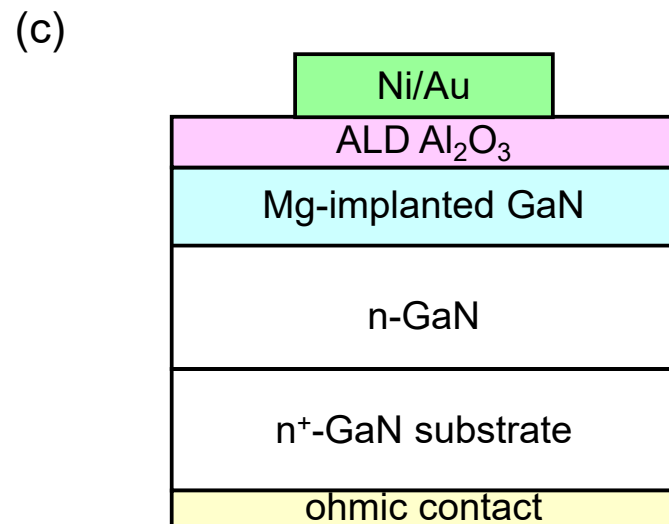 (c)
Ni/Au
ALD Al₂O₃
Mg-implanted GaN
n-GaN
n⁺-GaN substrate
ohmic contact